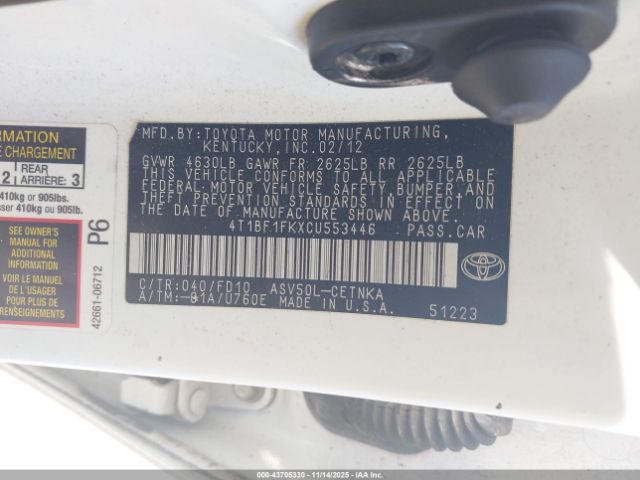 MFD.BY:TOYOTA MOTOR MANUFACTURING,
KENTUCKY, INC. 02/12
GVWR 4630LB GAWR FR 2625LB RR 2625LB
THIS VEHICLE CONFORMS TO ALL APPLICABLE
FEDERAL MOTOR VEHICLE SAFETY, BUMPER, AND
THEFT PREVENTION STANDARDS IN EFFECT ON
THE DATE OF MANUFACTURE SHOWN ABOVE.
4T1BF1FKXCU553446 PASS.CAR
C/TR:040/FD10 ASV50L-CETNKA
A/TM:-01A/U760E MADE IN U.S.A.
51223
TOYOTA
CHARGEMENT
2
REAR
ARRIÈRE: 3
410kg or 905lbs.
410kg ou 905lb.
SEE OWNER'S
MANUAL FOR
ADDITIONAL
INFORMATION
VOIR LE MANUEL
DE L'USAGER
POUR PLUS DE
RENSEIGNEMENTS
P6
42661-06712
000-43705330 - 11/14/2025 - IAAI.COM